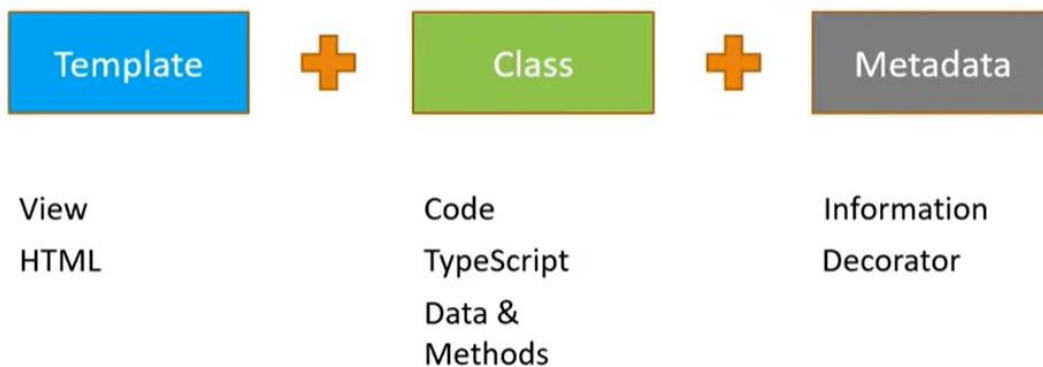 Template
Class
Metadata
View
HTML
Code
TypeScript
Data &
Methods
Information
Decorator